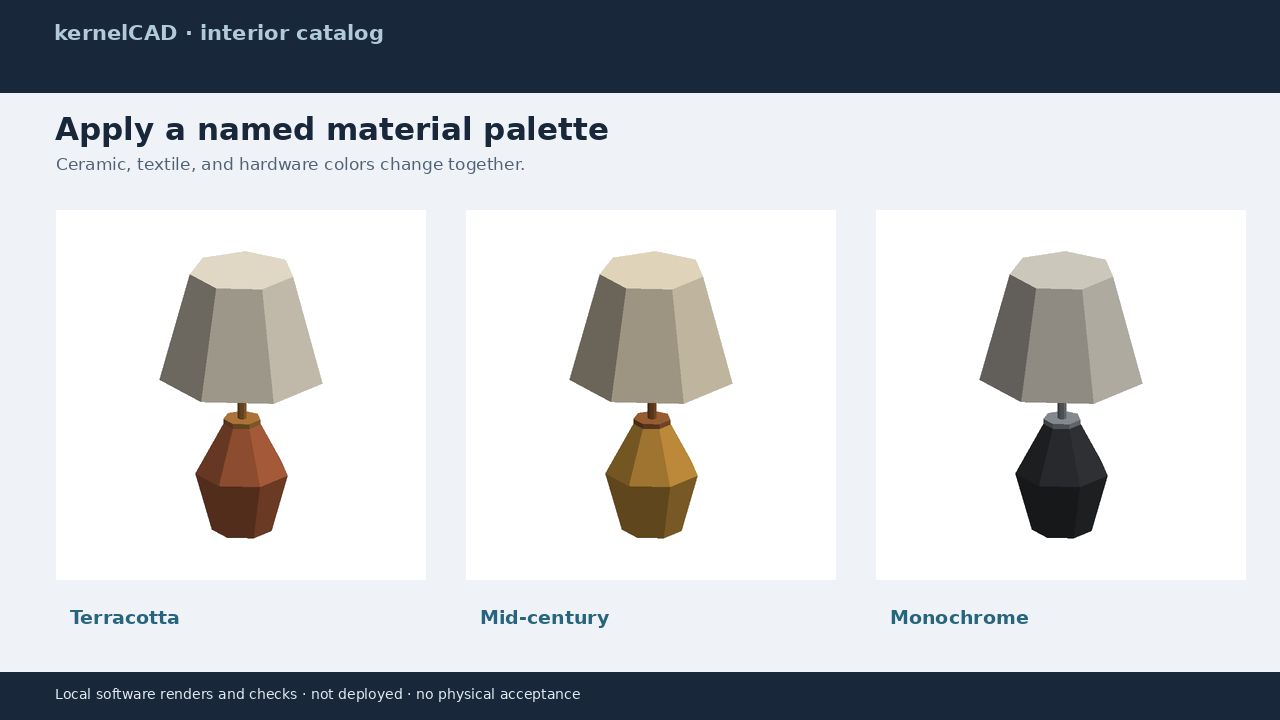 kernelCAD · interior catalog
Apply a named material palette
Ceramic, textile, and hardware colors change together.
Terracotta
Mid-century
Monochrome
Local software renders and checks · not deployed · no physical acceptance